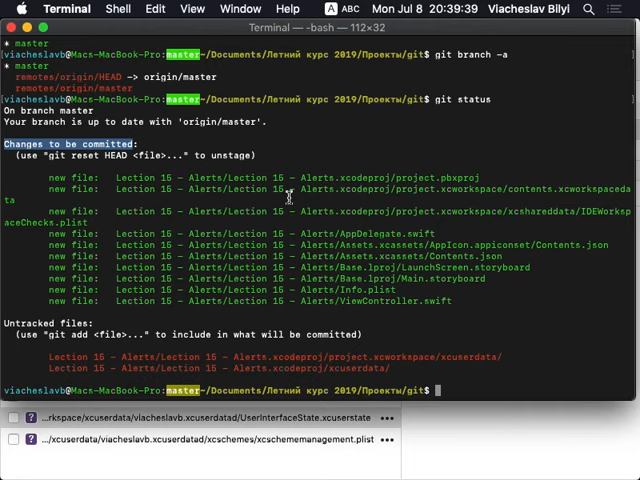 Terminal Shell Edit View Window Help A ABC Mon Jul 8 20:39:39 Viacheslav Bilyi
Terminal — -bash — 112×32
* master
[viacheslavb@Macs-MacBook-Pro:master~/Documents/Летний курс 2019/Проекты/git$ git branch -a ]
* master
remotes/origin/HEAD -> origin/master
remotes/origin/master
[viacheslavb@Macs-MacBook-Pro:master~/Documents/Летний курс 2019/Проекты/git$ git status ]
On branch master
Your branch is up to date with 'origin/master'.
Changes to be committed:
(use "git reset HEAD <file>..." to unstage)
new file: Lection 15 - Alerts/Lection 15 - Alerts.xcodeproj/project.pbxproj
new file: Lection 15 - Alerts/Lection 15 - Alerts.xcodeproj/project.xcworkspace/contents.xcworkspaceda
ta
new file: Lection 15 - Alerts/Lection 15 - Alerts.xcodeproj/project.xcworkspace/xcshareddata/IDEWorksp
aceChecks.plist
new file: Lection 15 - Alerts/Lection 15 - Alerts/AppDelegate.swift
new file: Lection 15 - Alerts/Lection 15 - Alerts/Assets.xcassets/AppIcon.appiconset/Contents.json
new file: Lection 15 - Alerts/Lection 15 - Alerts/Assets.xcassets/Contents.json
new file: Lection 15 - Alerts/Lection 15 - Alerts/Base.lproj/LaunchScreen.storyboard
new file: Lection 15 - Alerts/Lection 15 - Alerts/Base.lproj/Main.storyboard
new file: Lection 15 - Alerts/Lection 15 - Alerts/Info.plist
new file: Lection 15 - Alerts/Lection 15 - Alerts/ViewController.swift
Untracked files:
(use "git add <file>..." to include in what will be committed)
Lection 15 - Alerts/Lection 15 - Alerts.xcodeproj/project.xcworkspace/xcuserdata/
Lection 15 - Alerts/Lection 15 - Alerts.xcodeproj/xcuserdata/
viacheslavb@Macs-MacBook-Pro:master~/Documents/Летний курс 2019/Проекты/git$
? ...rkspace/xcuserdata/viacheslavb.xcuserdatad/UserInterfaceState.xcuserstate •••
? .../xcuserdata/viacheslavb.xcuserdatad/xcschemes/xcschememanagement.plist •••